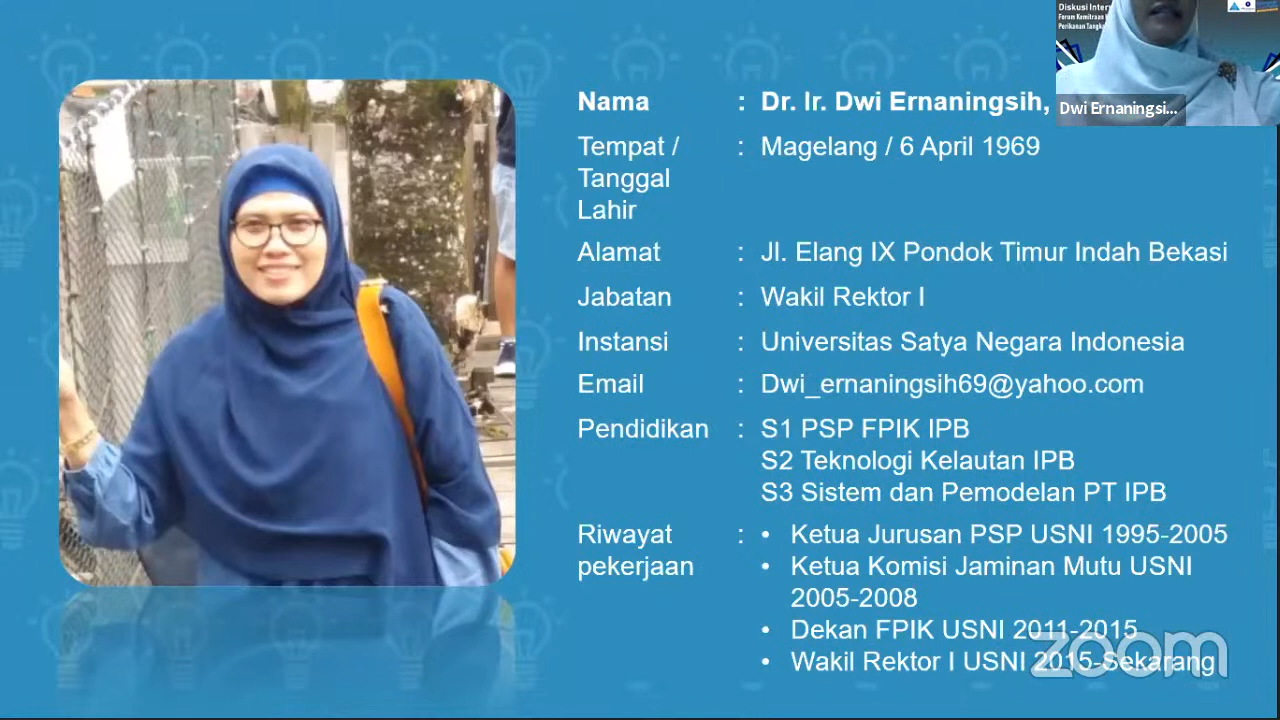 Diskusi Inter
Forum Kemitraan
Perikanan Tangka
Dwi Ernaningsi...
Nama : Dr. Ir. Dwi Ernaningsih,
Tempat / : Magelang / 6 April 1969
Tanggal
Lahir
Alamat : Jl. Elang IX Pondok Timur Indah Bekasi
Jabatan : Wakil Rektor I
Instansi : Universitas Satya Negara Indonesia
Email : Dwi_ernaningsih69@yahoo.com
Pendidikan : S1 PSP FPIK IPB
S2 Teknologi Kelautan IPB
S3 Sistem dan Pemodelan PT IPB
Riwayat : • Ketua Jurusan PSP USNI 1995-2005
pekerjaan • Ketua Komisi Jaminan Mutu USNI
2005-2008
• Dekan FPIK USNI 2011-2015
• Wakil Rektor I USNI 2015-Sekarang
zoom